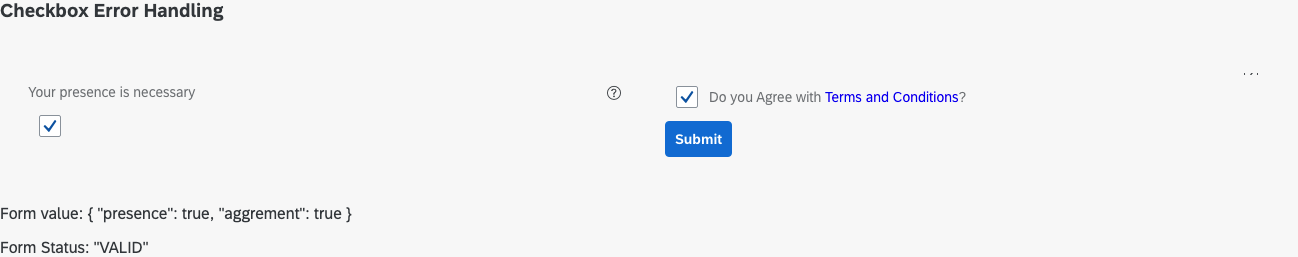 Checkbox Error Handling
Your presence is necessary
Do you Agree with Terms and Conditions?
Submit
Form value: { "presence": true, "aggrement": true }
Form Status: "VALID"